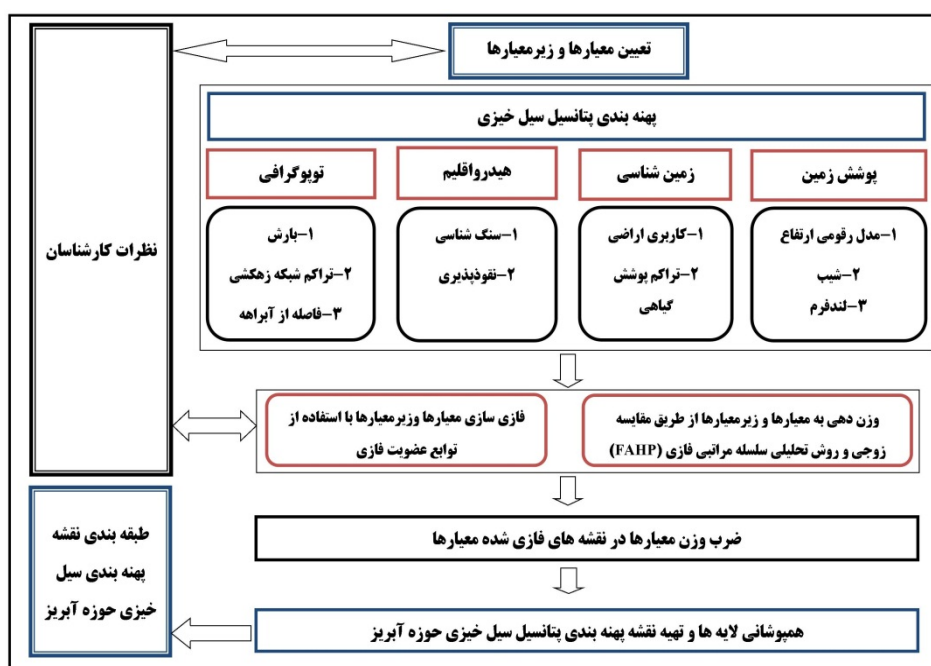 تعیین معیارها و زیرمعیارها
نظرات کارشناسان
پهنه بندی پتانسیل سیل خیزی
پوشش زمین
زمین شناسی
هیدرواقلیم
توپوگرافی
۱-مدل رقومی ارتفاع
۲-شیب
۳-لندفرم
۱-کاربری اراضی
۲-تراکم پوشش
گیاهی
۱-سنگ شناسی
۲-نفوذپذیری
۱-بارش
۲-تراکم شبکه زهکشی
۳-فاصله از آبراهه
وزن دهی به معیارها و زیرمعیارها از طریق مقایسه
زوجی و روش تحلیلی سلسله مراتبی فازی (FAHP)
فازی سازی معیارها وزیرمعیارها با استفاده از
توابع عضویت فازی
ضرب وزن معیارها در نقشه های فازی شده معیارها
همپوشانی لایه ها و تهیه نقشه پهنه بندی پتانسیل سیل خیزی حوزه آبریز
طبقه بندی نقشه
پهنه بندی سیل
خیزی حوزه آبریز